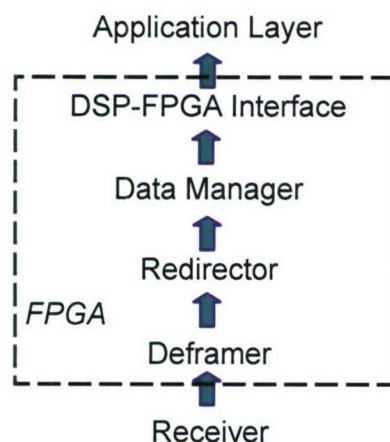 Application Layer
DSP-FPGA Interface
Data Manager
Redirector
FPGA
Deframer
Receiver